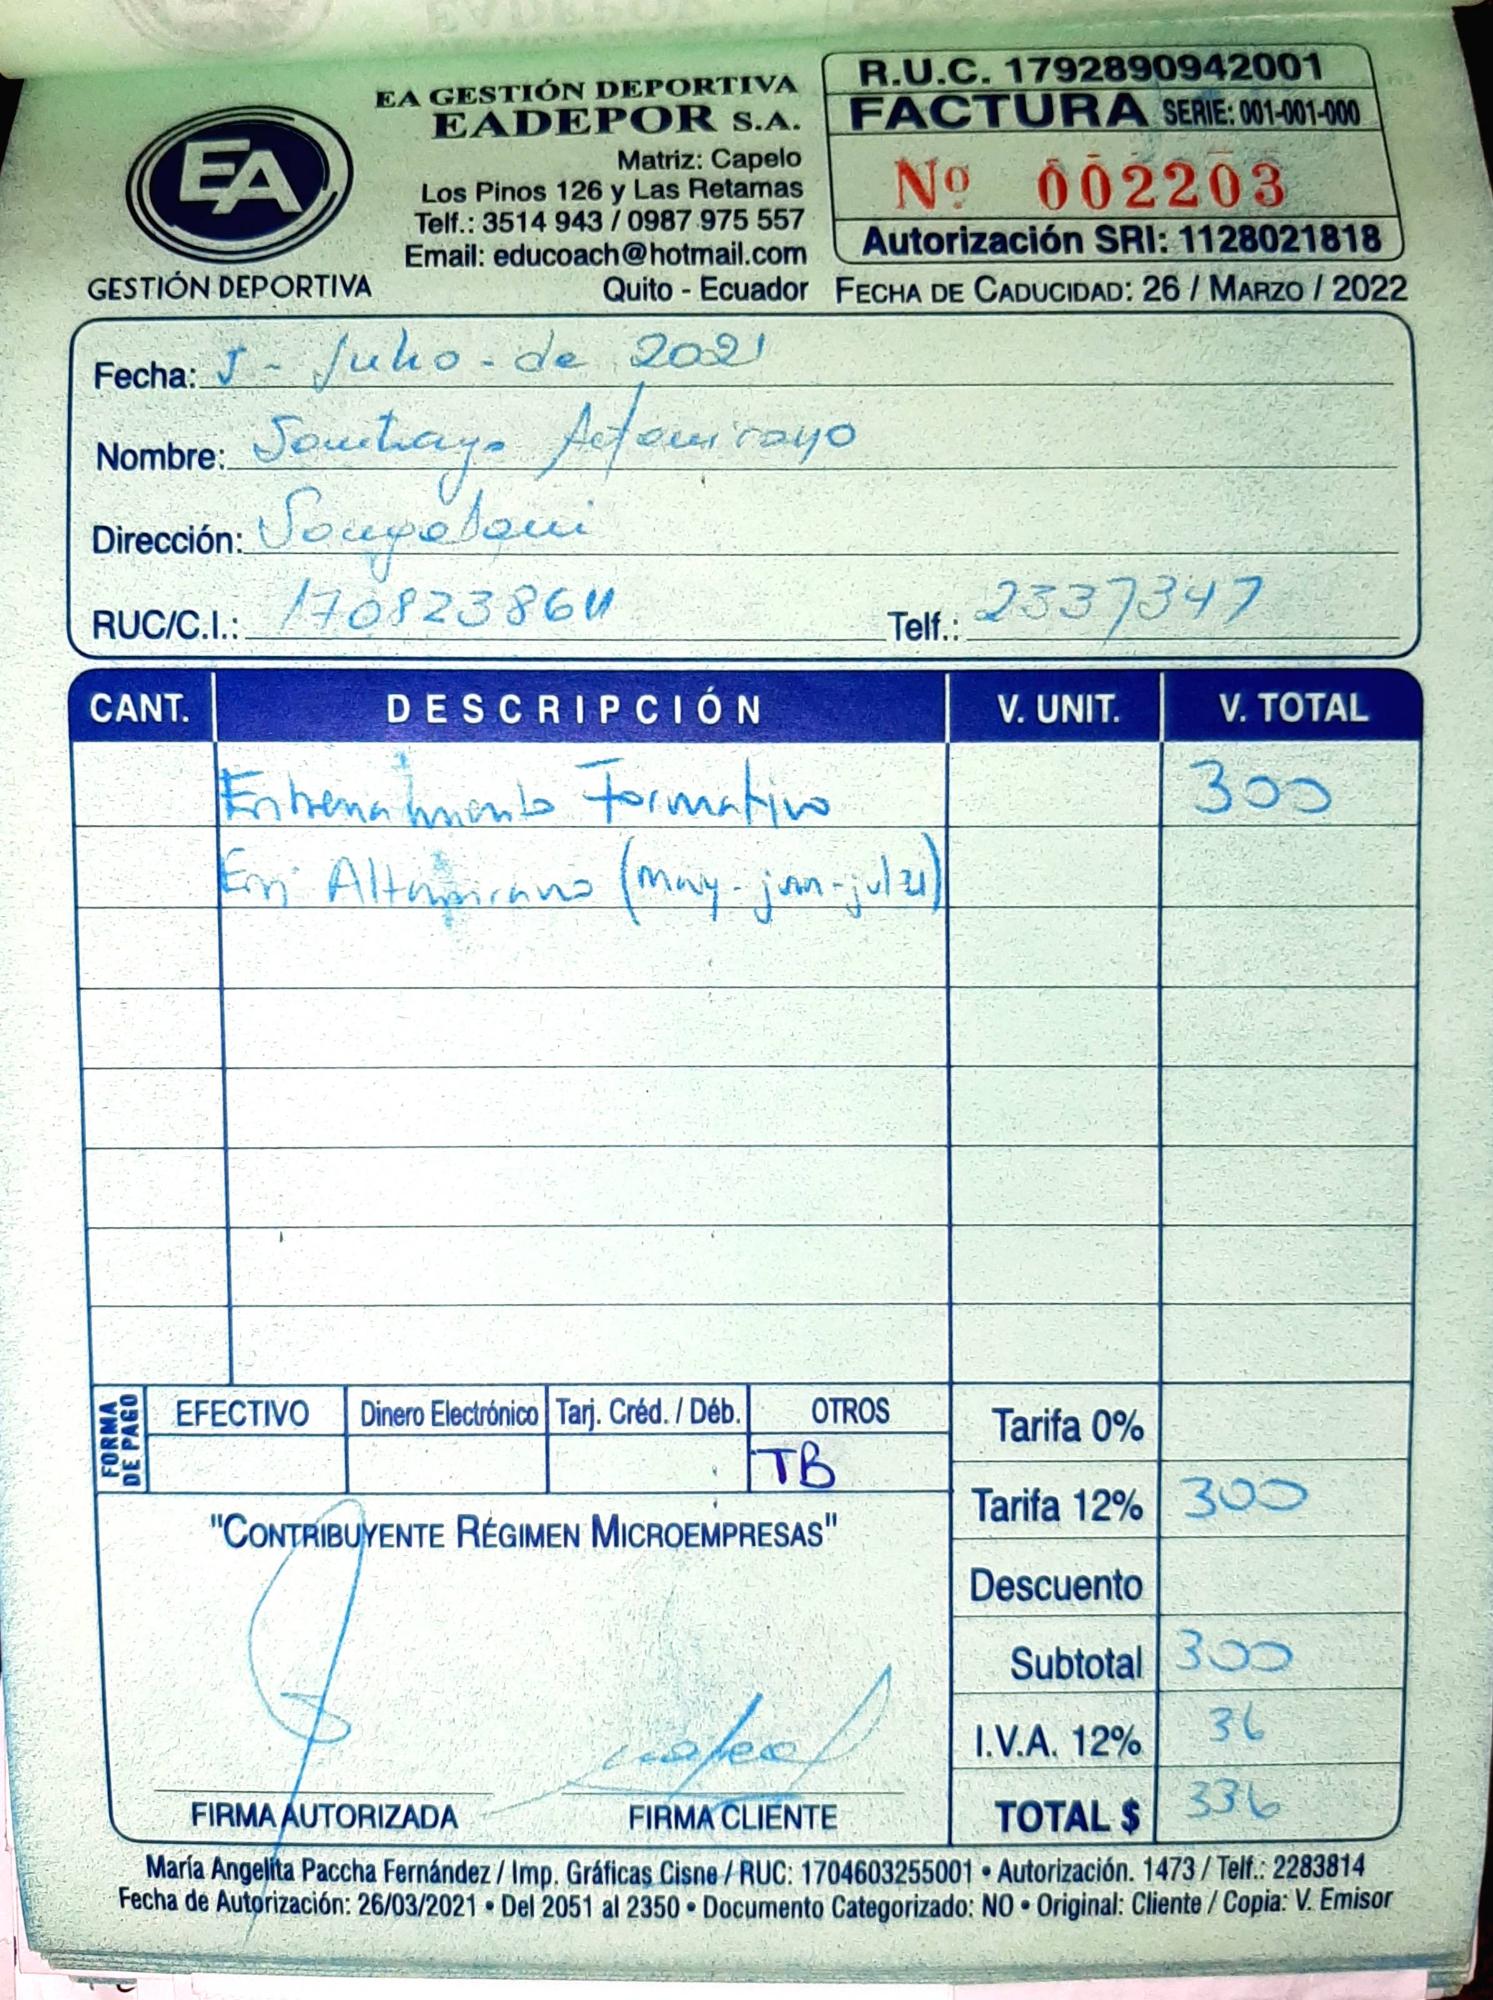 EA GESTIÓN DEPORTIVA
EADEPOR S.A.
Matriz: Capelo
Los Pinos 126 y Las Retamas
Telf.: 3514 943 / 0987 975 557
Email: educoach@hotmail.com
Quito - Ecuador
EA
GESTIÓN DEPORTIVA
R.U.C. 1792890942001
FACTURA SERIE: 001-001-000
Nº 002203
Autorización SRI: 1128021818
FECHA DE CADUCIDAD: 26 / MARZO / 2022
Fecha: 5 - Julio - de 2021
Nombre: Santiago Altamirano
Dirección: Sangolqui
RUC/C.I.: Telf.: 2337347
CANT. DESCRIPCIÓN V. UNIT. V. TOTAL
Entrenamiento Formativo 300
Altamirano (may-jun-jul21)
FORMA DE PAGO
EFECTIVO Dinero Electrónico Tarj. Créd. / Déb. OTROS
TB
Tarifa 0%
Tarifa 12% 300
Descuento
Subtotal 300
I.V.A. 12% 36
TOTAL $ 336
"CONTRIBUYENTE RÉGIMEN MICROEMPRESAS"
FIRMA AUTORIZADA FIRMA CLIENTE
María Angelita Paccha Fernández / Imp. Gráficas Cisne / RUC: 1704603255001 • Autorización. 1473 / Telf.: 2283814
Fecha de Autorización: 26/03/2021 • Del 2051 al 2350 • Documento Categorizado: NO • Original: Cliente / Copia: V. Emisor